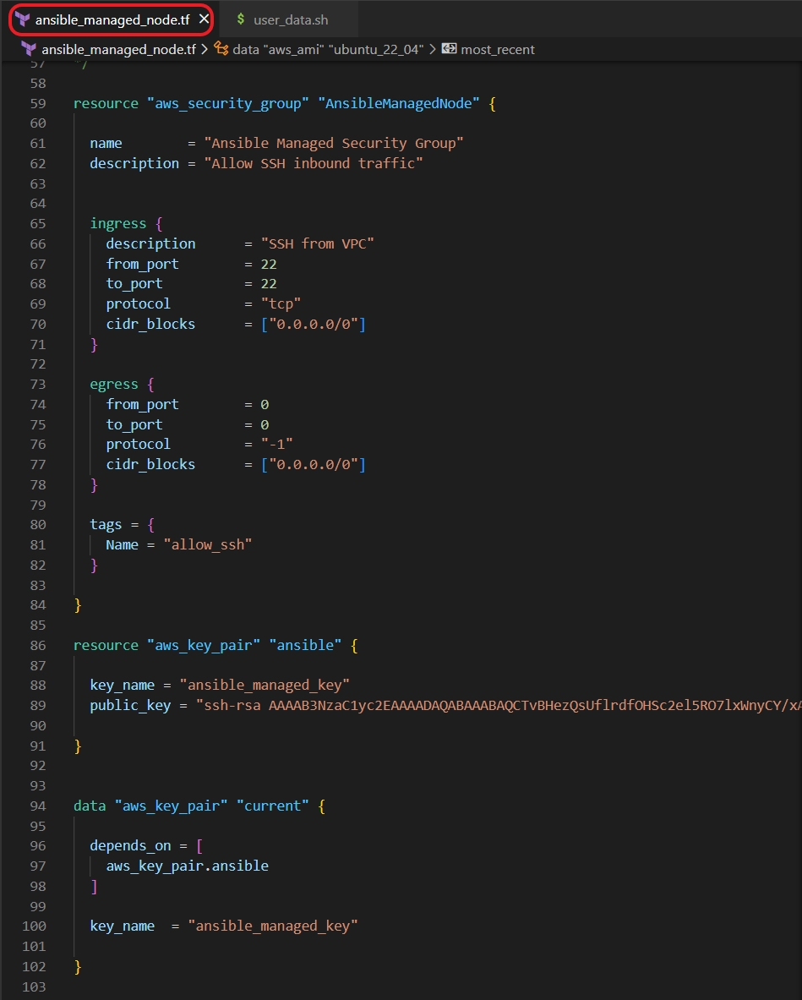 ansible_managed_node.tf ✕ $ user_data.sh
ansible_managed_node.tf > data "aws_ami" "ubuntu_22_04" > most_recent
57 */
58
59 resource "aws_security_group" "AnsibleManagedNode" {
60
61 name = "Ansible Managed Security Group"
62 description = "Allow SSH inbound traffic"
63
64
65 ingress {
66 description = "SSH from VPC"
67 from_port = 22
68 to_port = 22
69 protocol = "tcp"
70 cidr_blocks = ["0.0.0.0/0"]
71 }
72
73 egress {
74 from_port = 0
75 to_port = 0
76 protocol = "-1"
77 cidr_blocks = ["0.0.0.0/0"]
78 }
79
80 tags = {
81 Name = "allow_ssh"
82 }
83
84 }
85
86 resource "aws_key_pair" "ansible" {
87
88 key_name = "ansible_managed_key"
89 public_key = "ssh-rsa AAAAB3NzaC1yc2EAAAADAQABAAABAQCTvBHezQsUflrdfOHSc2el5RO7lxWnyCY/xA
90
91 }
92
93
94 data "aws_key_pair" "current" {
95
96 depends_on = [
97 aws_key_pair.ansible
98 ]
99
100 key_name = "ansible_managed_key"
101
102 }
103